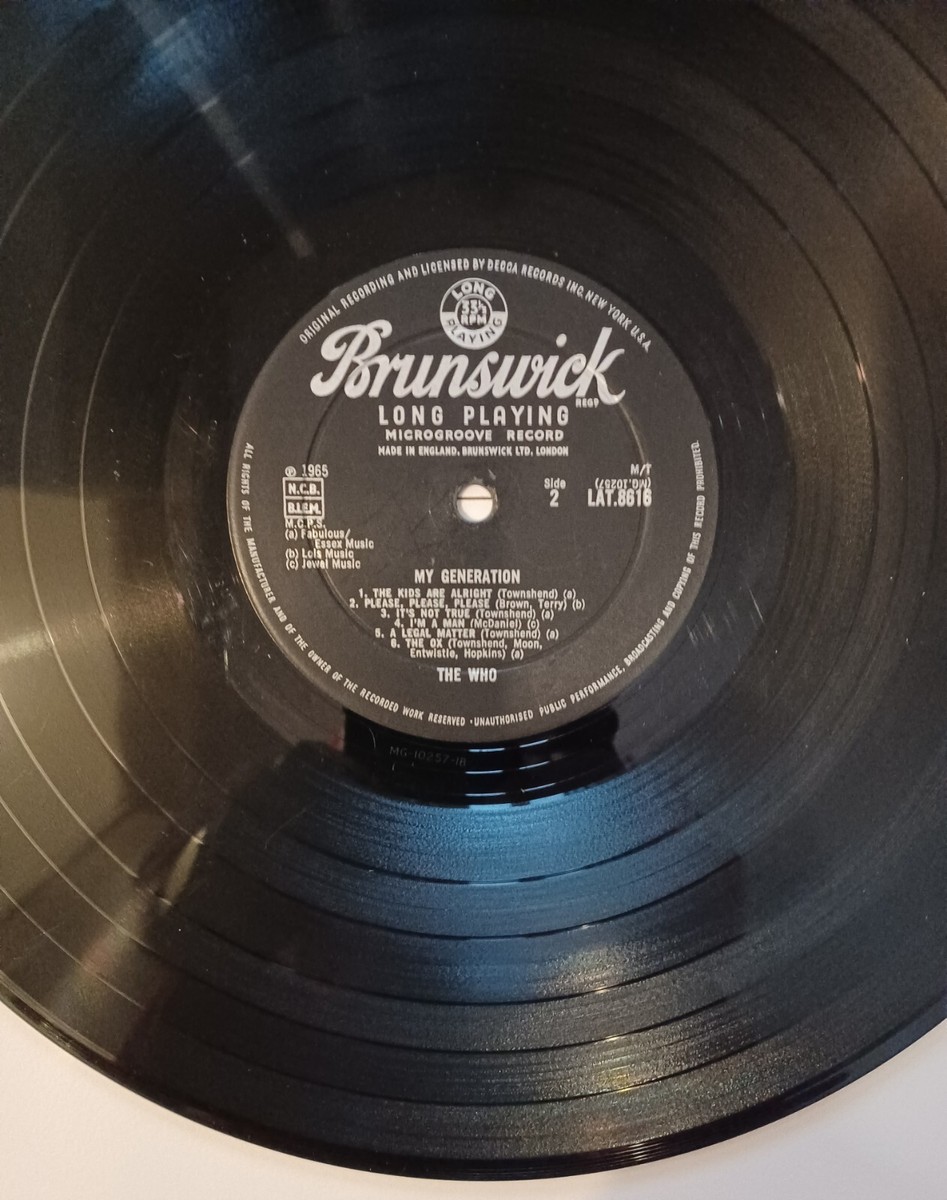 ORIGINAL RECORDING AND LICENSED BY DECCA RECORDS INC. NEW YORK U.S.A.
LONG
33⅓
RPM
PLAYING
Brunswick
REGD
LONG PLAYING
MICROGROOVE RECORD
MADE IN ENGLAND. BRUNSWICK LTD. LONDON
℗ 1965
N.C.B.
B.I.E.M.
M.C.P.S.
(a) Fabulous/
Essex Music
(b) Lois Music
(c) Jewel Music
M/T
(MG.10257)
Side
2
LAT.8616
MY GENERATION
1. THE KIDS ARE ALRIGHT (Townshend) (a)
2. PLEASE, PLEASE, PLEASE (Brown, Terry) (b)
3. IT'S NOT TRUE (Townshend) (a)
4. I'M A MAN (McDaniel) (c)
5. A LEGAL MATTER (Townshend) (a)
6. THE OX (Townshend, Moon,
Entwistle, Hopkins) (a)
THE WHO
ALL RIGHTS OF THE MANUFACTURER AND OF THE OWNER OF THE RECORDED WORK RESERVED · UNAUTHORISED PUBLIC PERFORMANCE, BROADCASTING AND COPYING OF THIS RECORD PROHIBITED.
MG-10257-1B